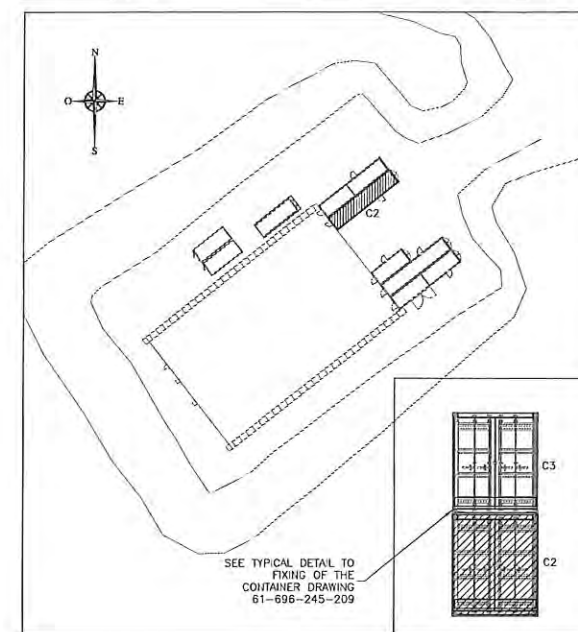 N
O
E
S
C2
C3
C2
SEE TYPICAL DETAIL TO
FIXING OF THE
CONTAINER DRAWING
61-696-245-209